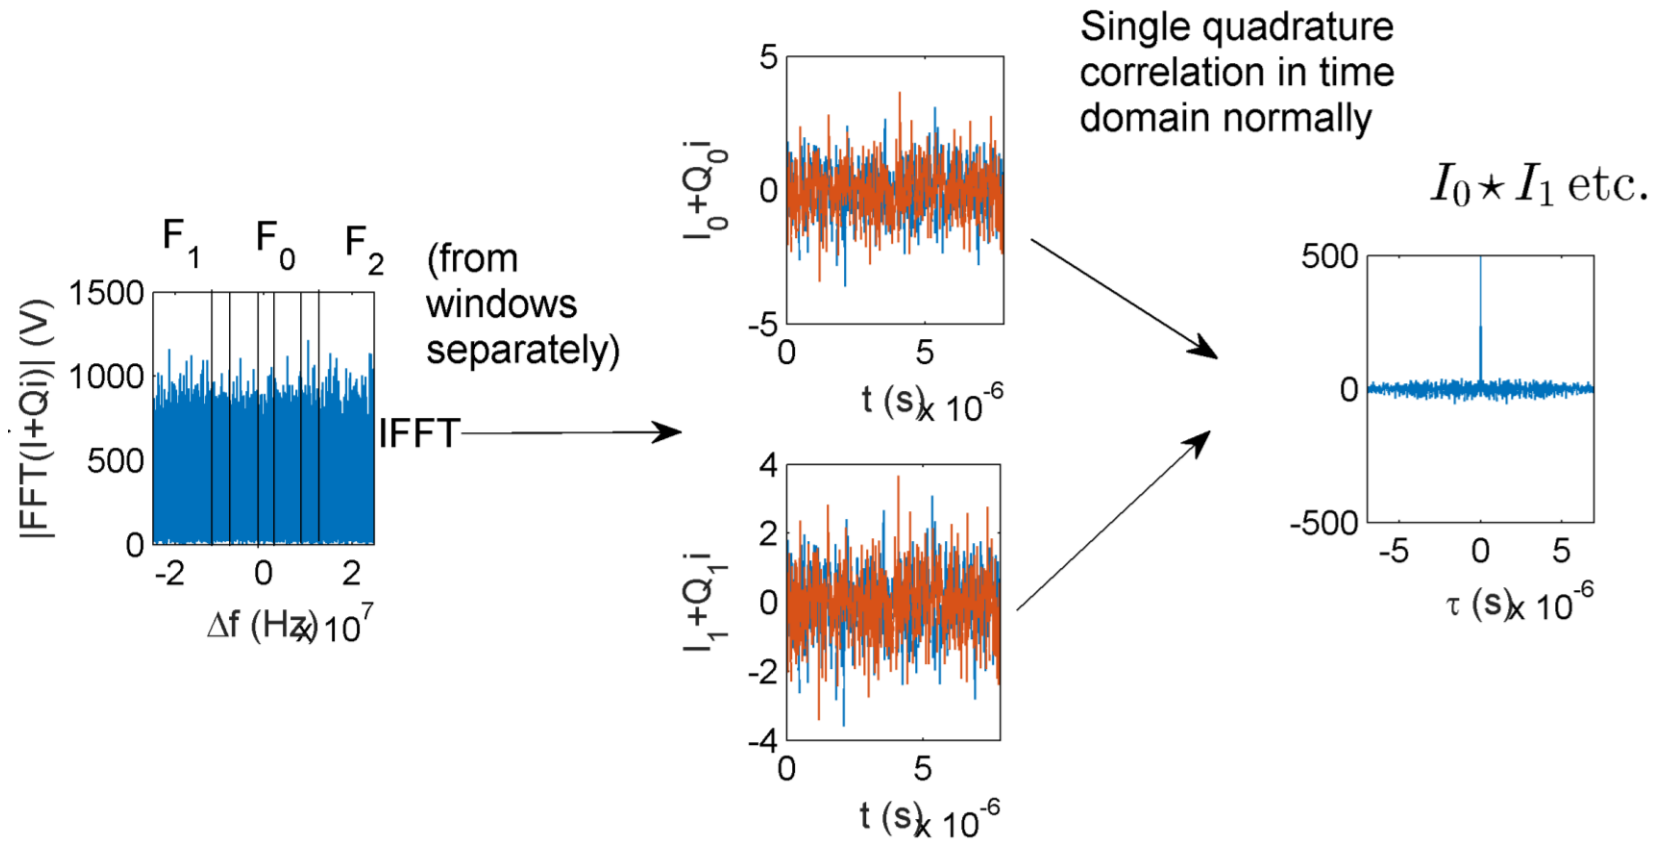 F₁ F₀ F₂
|FFT(I+Qi)| (V)
1500
1000
500
0
-2 0 2
Δf (Hz) x 10⁷
(from
windows
separately)
IFFT
I₀+Q₀i
5
0
-5
0 5
t (s) x 10⁻⁶
I₁+Q₁i
4
2
0
-2
-4
0 5
t (s) x 10⁻⁶
Single quadrature
correlation in time
domain normally
I₀⋆I₁ etc.
500
0
-500
-5 0 5
τ (s) x 10⁻⁶